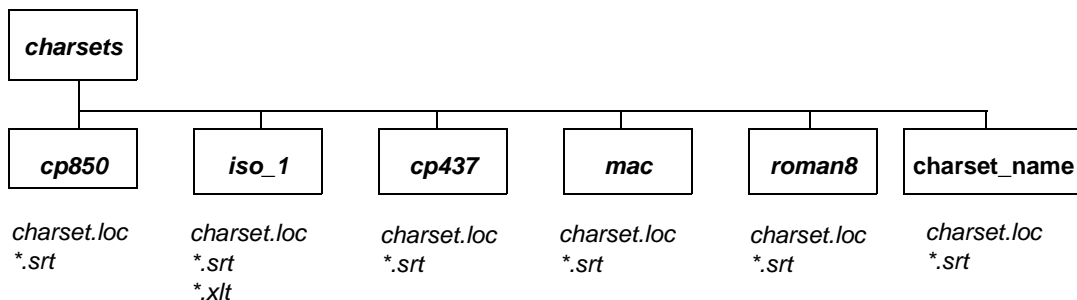 charsets
cp850 iso_1 cp437 mac roman8 charset_name
charset.loc charset.loc charset.loc charset.loc charset.loc charset.loc
*.srt *.srt *.srt *.srt *.srt *.srt
*.xlt